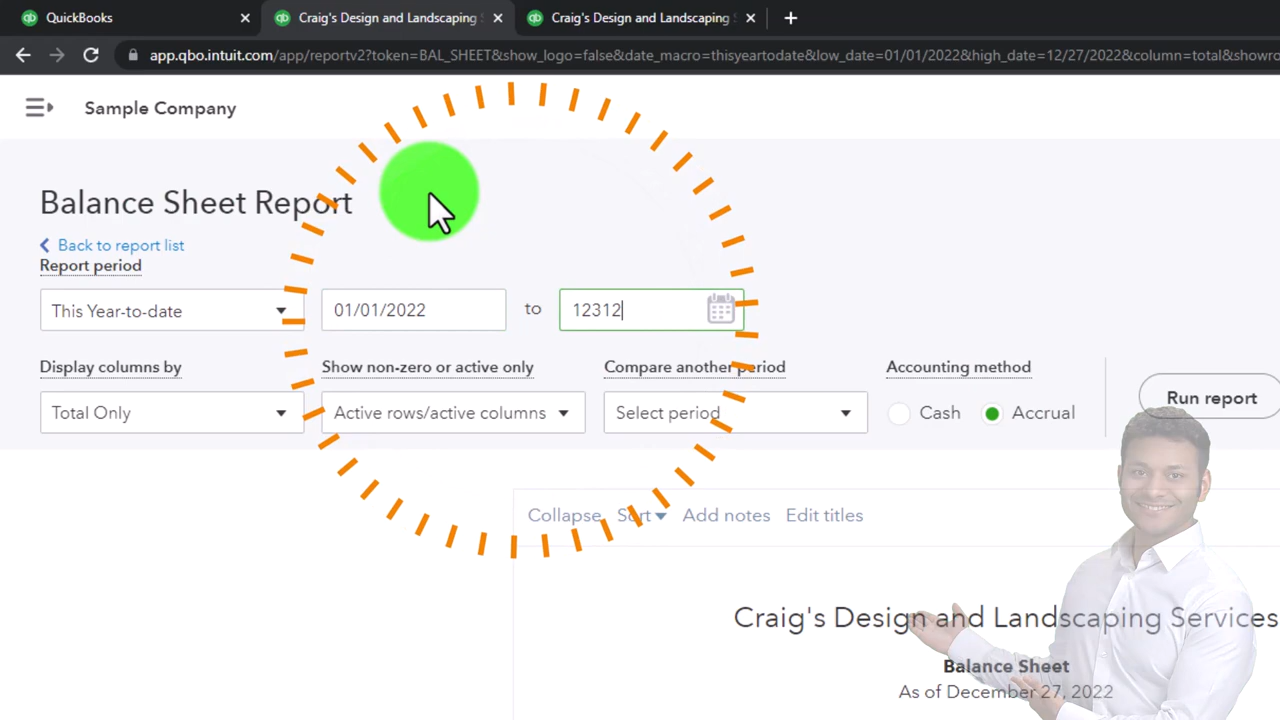 QuickBooks
Craig's Design and Landscaping S
Craig's Design and Landscaping S
app.qbo.intuit.com/app/reportv2?token=BAL_SHEET&show_logo=false&date_macro=thisyeartodate&low_date=01/01/2022&high_date=12/27/2022&column=total&showro
Sample Company
Balance Sheet Report
Back to report list
Report period
This Year-to-date 01/01/2022 to 12312
Display columns by Show non-zero or active only Compare another period Accounting method
Total Only Active rows/active columns Select period Cash Accrual Run report
Collapse Sort Add notes Edit titles
Craig's Design and Landscaping Services
Balance Sheet
As of December 27, 2022